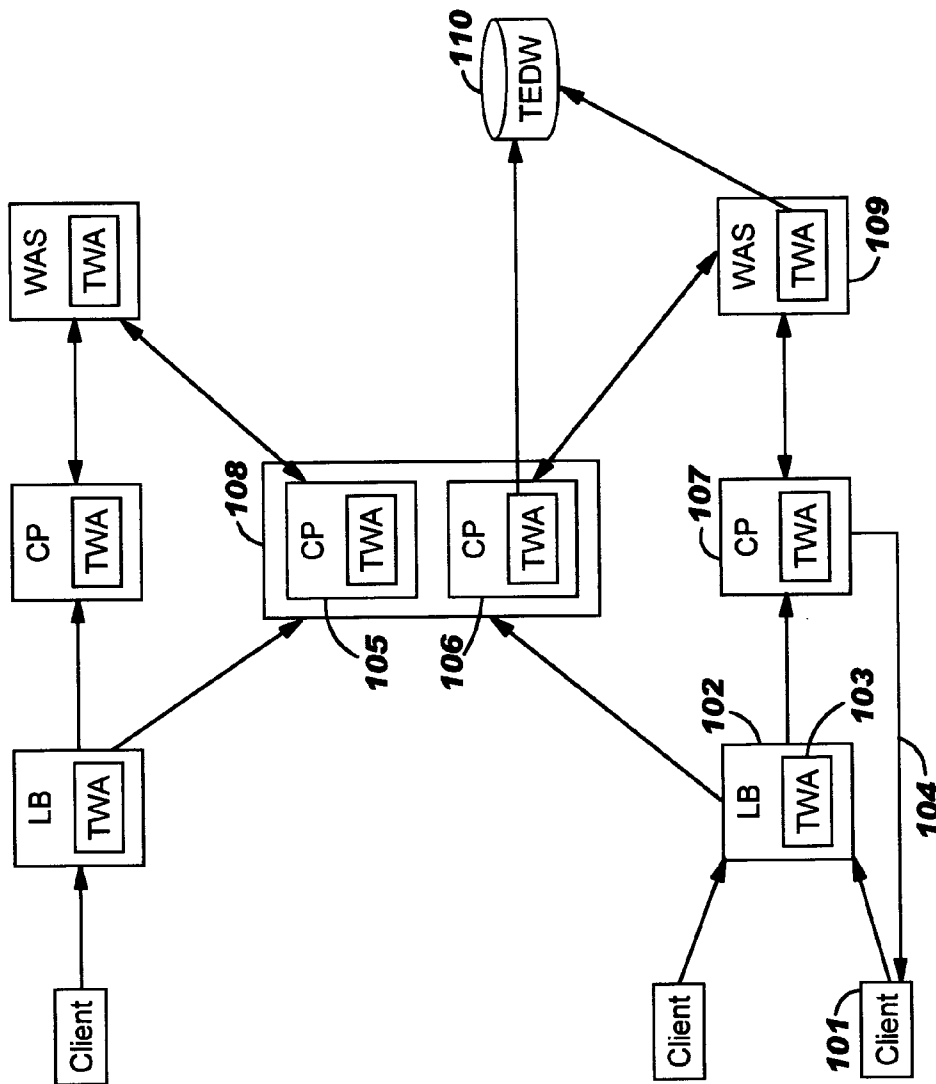 Client
LB
TWA
CP
TWA
WAS
TWA
108
CP
TWA
105
CP
TWA
106
110
TEDW
Client
102
LB
TWA
103
CP
TWA
107
WAS
TWA
109
101
Client
104